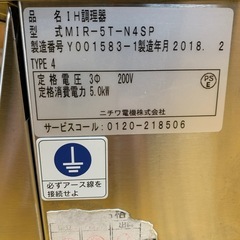 品名 IH調理器
型式 MIR-5T-N4SP
製造番号 Y001583-1 製造年月 2018. 2
TYPE 4
定格電圧 3Φ 200V
定格消費電力 5.0kW
PS E
ニチワ電機株式会社
サービスコール:0120-218506
必ずアース線を
接続せよ